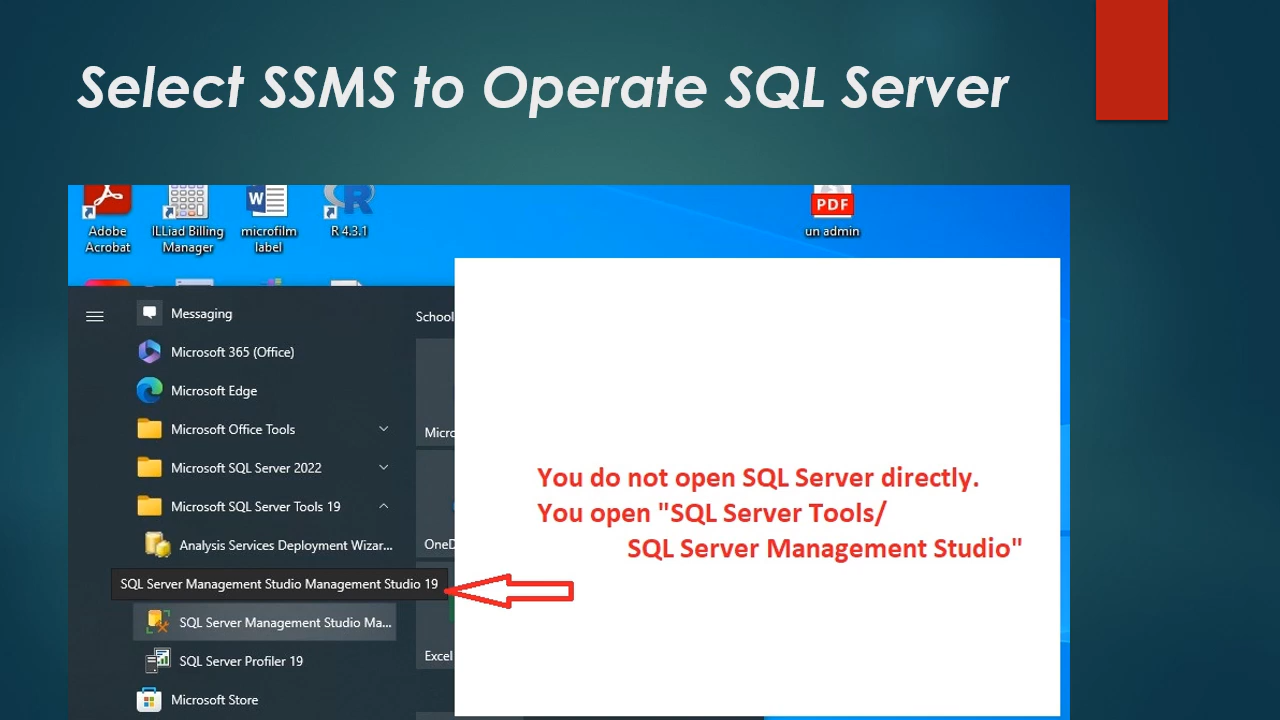 Select SSMS to Operate SQL Server
W
R
PDF
Adobe
Acrobat
ILLiad Billing
Manager
microfilm
label
R 4.3.1
un admin
Messaging
School
Microsoft 365 (Office)
Microsoft Edge
Microsoft Office Tools
Micro
Microsoft SQL Server 2022
Microsoft SQL Server Tools 19
Analysis Services Deployment Wizar...
OneD
SQL Server Management Studio Management Studio 19
SQL Server Management Studio Ma...
SQL Server Profiler 19
Excel
Microsoft Store
You do not open SQL Server directly.
You open "SQL Server Tools/
SQL Server Management Studio"